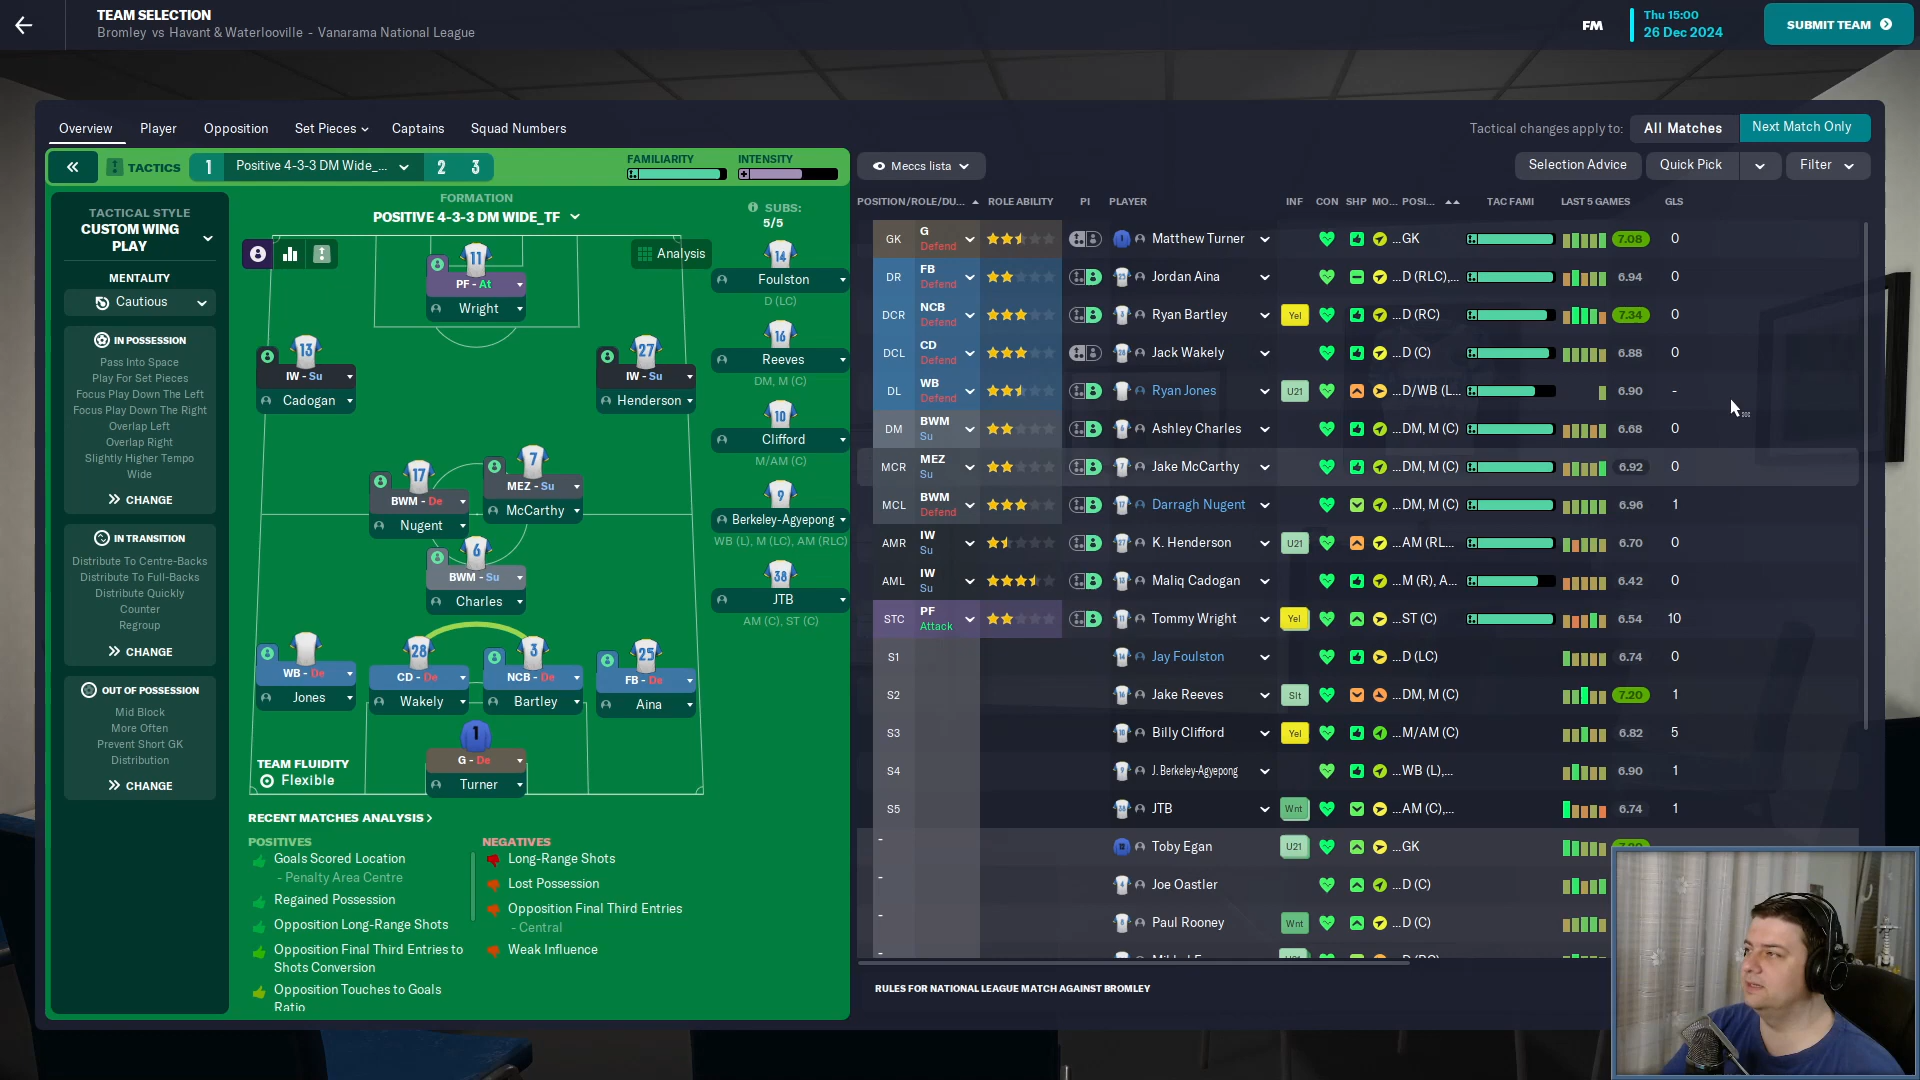 TEAM SELECTION
Bromley vs Havant & Waterlooville - Vanarama National League
FM
Thu 15:00
26 Dec 2024
SUBMIT TEAM
Overview
Player
Opposition
Set Pieces
Captains
Squad Numbers
Tactical changes apply to:
All Matches
Next Match Only
TACTICS
1
Positive 4-3-3 DM Wide_...
2
3
FAMILIARITY
INTENSITY
Meccs lista
Selection Advice
Quick Pick
Filter
TACTICAL STYLE
CUSTOM WING
PLAY
MENTALITY
Cautious
IN POSSESSION
Pass Into Space
Play For Set Pieces
Focus Play Down The Left
Focus Play Down The Right
Overlap Left
Overlap Right
Slightly Higher Tempo
Wide
CHANGE
IN TRANSITION
Distribute To Centre-Backs
Distribute To Full-Backs
Distribute Quickly
Counter
Regroup
CHANGE
OUT OF POSSESSION
Mid Block
More Often
Prevent Short GK
Distribution
CHANGE
FORMATION
POSITIVE 4-3-3 DM WIDE_TF
Analysis
11
PF - At
Wright
13
IW - Su
Cadogan
27
IW - Su
Henderson
17
BWM - De
Nugent
7
MEZ - Su
McCarthy
6
BWM - Su
Charles
WB - De
Jones
28
CD - De
Wakely
3
NCB - De
Bartley
25
FB - De
Aina
1
G - De
Turner
TEAM FLUIDITY
Flexible
SUBS:
5/5
14
Foulston
D (LC)
16
Reeves
DM, M (C)
10
Clifford
M/AM (C)
9
Berkeley-Agyepong
WB (L), M (LC), AM (RLC)
38
JTB
AM (C), ST (C)
RECENT MATCHES ANALYSIS
POSITIVES
Goals Scored Location
- Penalty Area Centre
Regained Possession
Opposition Long-Range Shots
Opposition Final Third Entries to
Shots Conversion
Opposition Touches to Goals
Ratio
NEGATIVES
Long-Range Shots
Lost Possession
Opposition Final Third Entries
- Central
Weak Influence
POSITION/ROLE/DU... ROLE ABILITY PI PLAYER INF CON SHP MO... POSI... TAC FAMI LAST 5 GAMES GLS
GK G Defend Matthew Turner ...GK 7.08 0
DR FB Defend Jordan Aina ...D (RLC),... 6.94 0
DCR NCB Defend Ryan Bartley Yel ...D (RC) 7.34 0
DCL CD Defend Jack Wakely ...D (C) 6.88 0
DL WB Defend Ryan Jones U21 ...D/WB (L... 6.90 -
DM BWM Su Ashley Charles ...DM, M (C) 6.68 0
MCR MEZ Su Jake McCarthy ...DM, M (C) 6.92 0
MCL BWM Defend Darragh Nugent ...DM, M (C) 6.96 1
AMR IW Su K. Henderson U21 ...AM (RL... 6.70 0
AML IW Su Maliq Cadogan ...M (R), A... 6.42 0
STC PF Attack Tommy Wright Yel ...ST (C) 6.54 10
S1 Jay Foulston ...D (LC) 6.74 0
S2 Jake Reeves Slt ...DM, M (C) 7.20 1
S3 Billy Clifford Yel ...M/AM (C) 6.82 5
S4 J. Berkeley-Agyepong ...WB (L),... 6.90 1
S5 JTB Wnt ...AM (C),... 6.74 1
- Toby Egan U21 ...GK
- Joe Oastler ...D (C)
- Paul Rooney Wnt ...D (C)
-
RULES FOR NATIONAL LEAGUE MATCH AGAINST BROMLEY